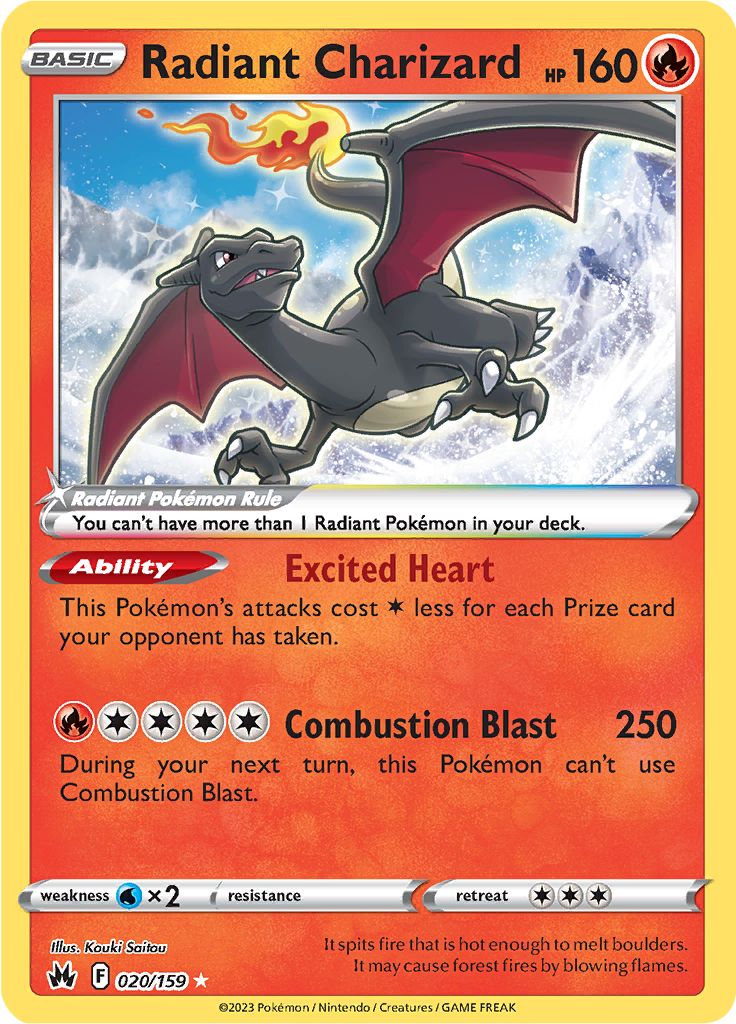 BASIC Radiant Charizard HP 160
Radiant Pokémon Rule
You can't have more than 1 Radiant Pokémon in your deck.
Ability Excited Heart
This Pokémon's attacks cost less for each Prize card
your opponent has taken.
Combustion Blast 250
During your next turn, this Pokémon can't use
Combustion Blast.
weakness ×2 resistance retreat
Illus. Kouki Saitou
It spits fire that is hot enough to melt boulders.
It may cause forest fires by blowing flames.
F 020/159 ★
©2023 Pokémon / Nintendo / Creatures / GAME FREAK